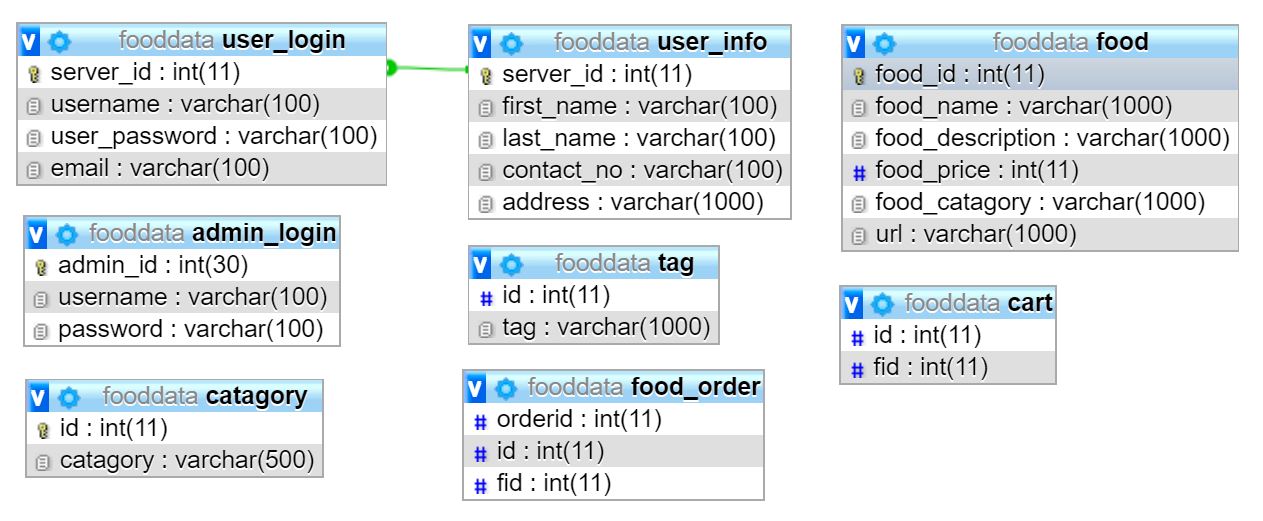 fooddata user_login
server_id : int(11)
username : varchar(100)
user_password : varchar(100)
email : varchar(100)
fooddata admin_login
admin_id : int(30)
username : varchar(100)
password : varchar(100)
fooddata catagory
id : int(11)
catagory : varchar(500)
fooddata user_info
server_id : int(11)
first_name : varchar(100)
last_name : varchar(100)
contact_no : varchar(100)
address : varchar(1000)
fooddata tag
id : int(11)
tag : varchar(1000)
fooddata food_order
orderid : int(11)
id : int(11)
fid : int(11)
fooddata food
food_id : int(11)
food_name : varchar(1000)
food_description : varchar(1000)
food_price : int(11)
food_catagory : varchar(1000)
url : varchar(1000)
fooddata cart
id : int(11)
fid : int(11)